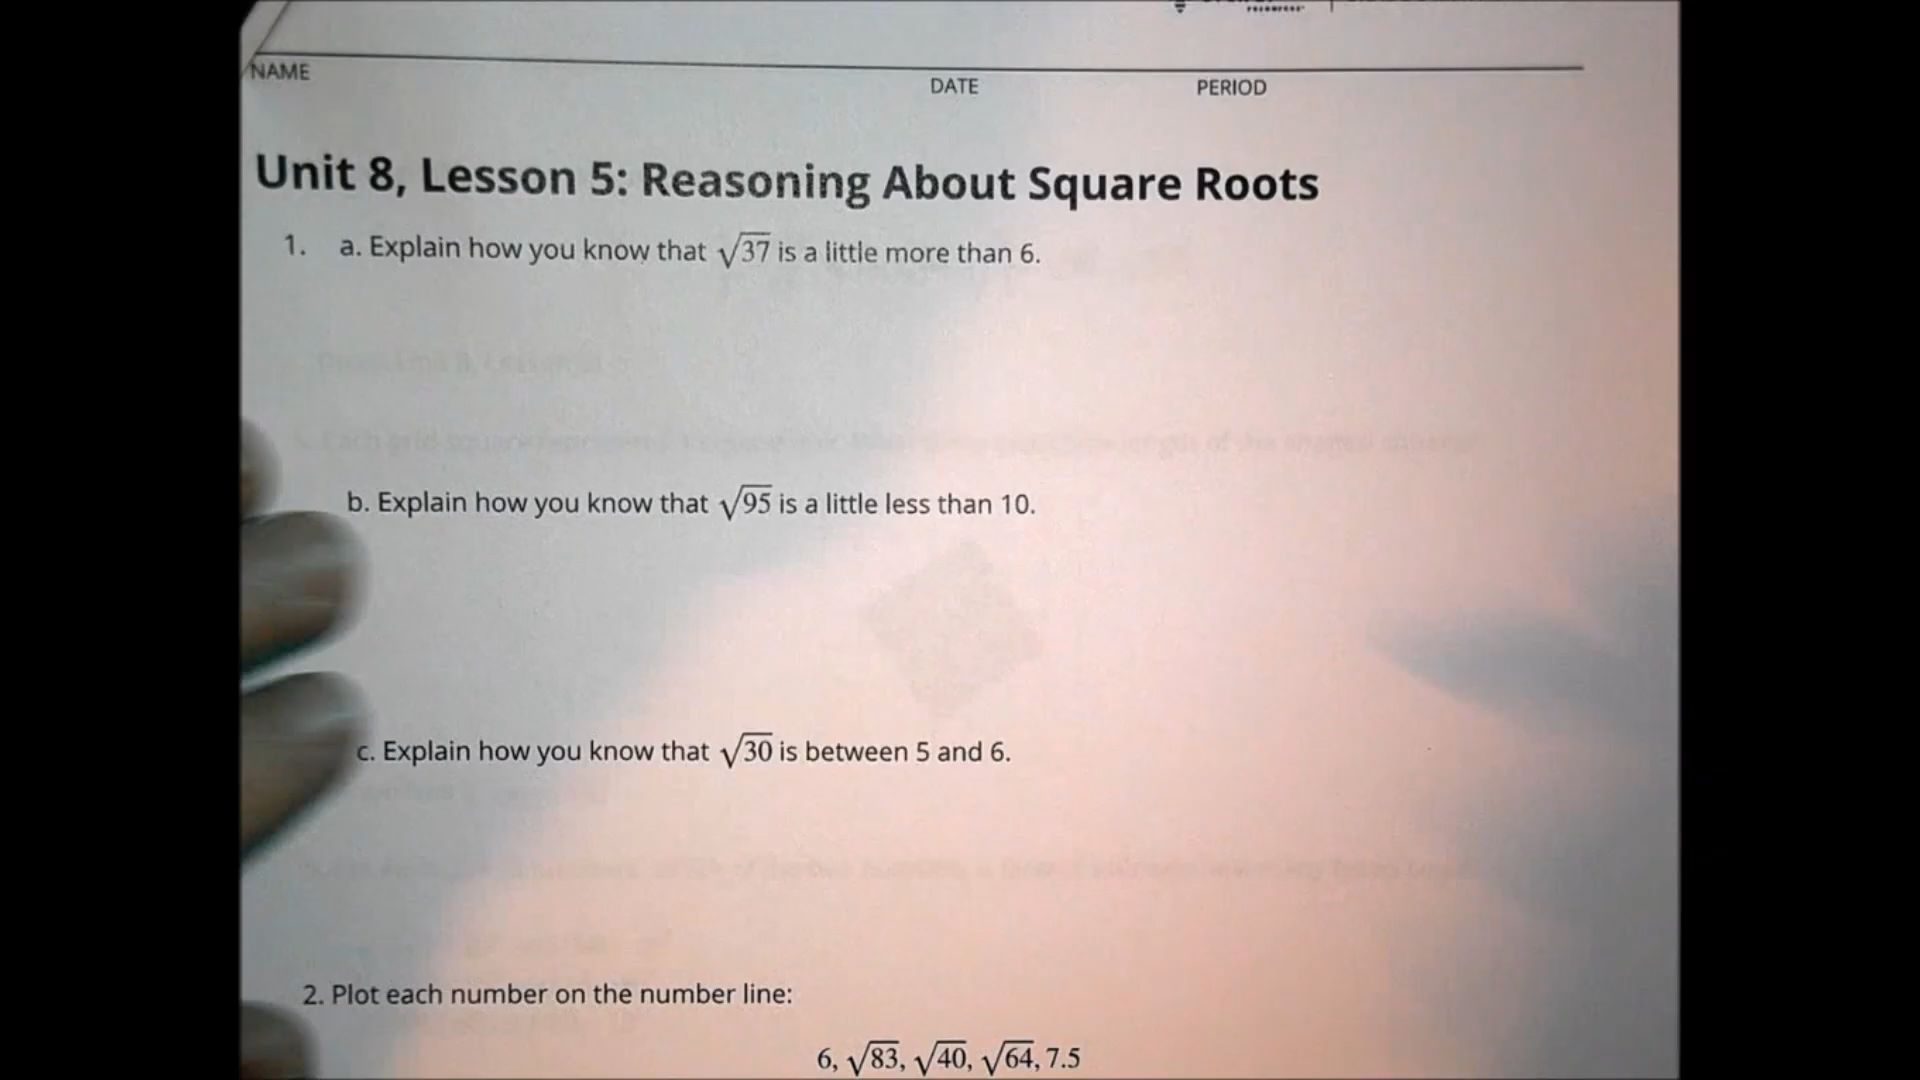 NAME DATE PERIOD
Unit 8, Lesson 5: Reasoning About Square Roots
1. a. Explain how you know that √37 is a little more than 6.
b. Explain how you know that √95 is a little less than 10.
c. Explain how you know that √30 is between 5 and 6.
2. Plot each number on the number line:
6, √83, √40, √64, 7.5